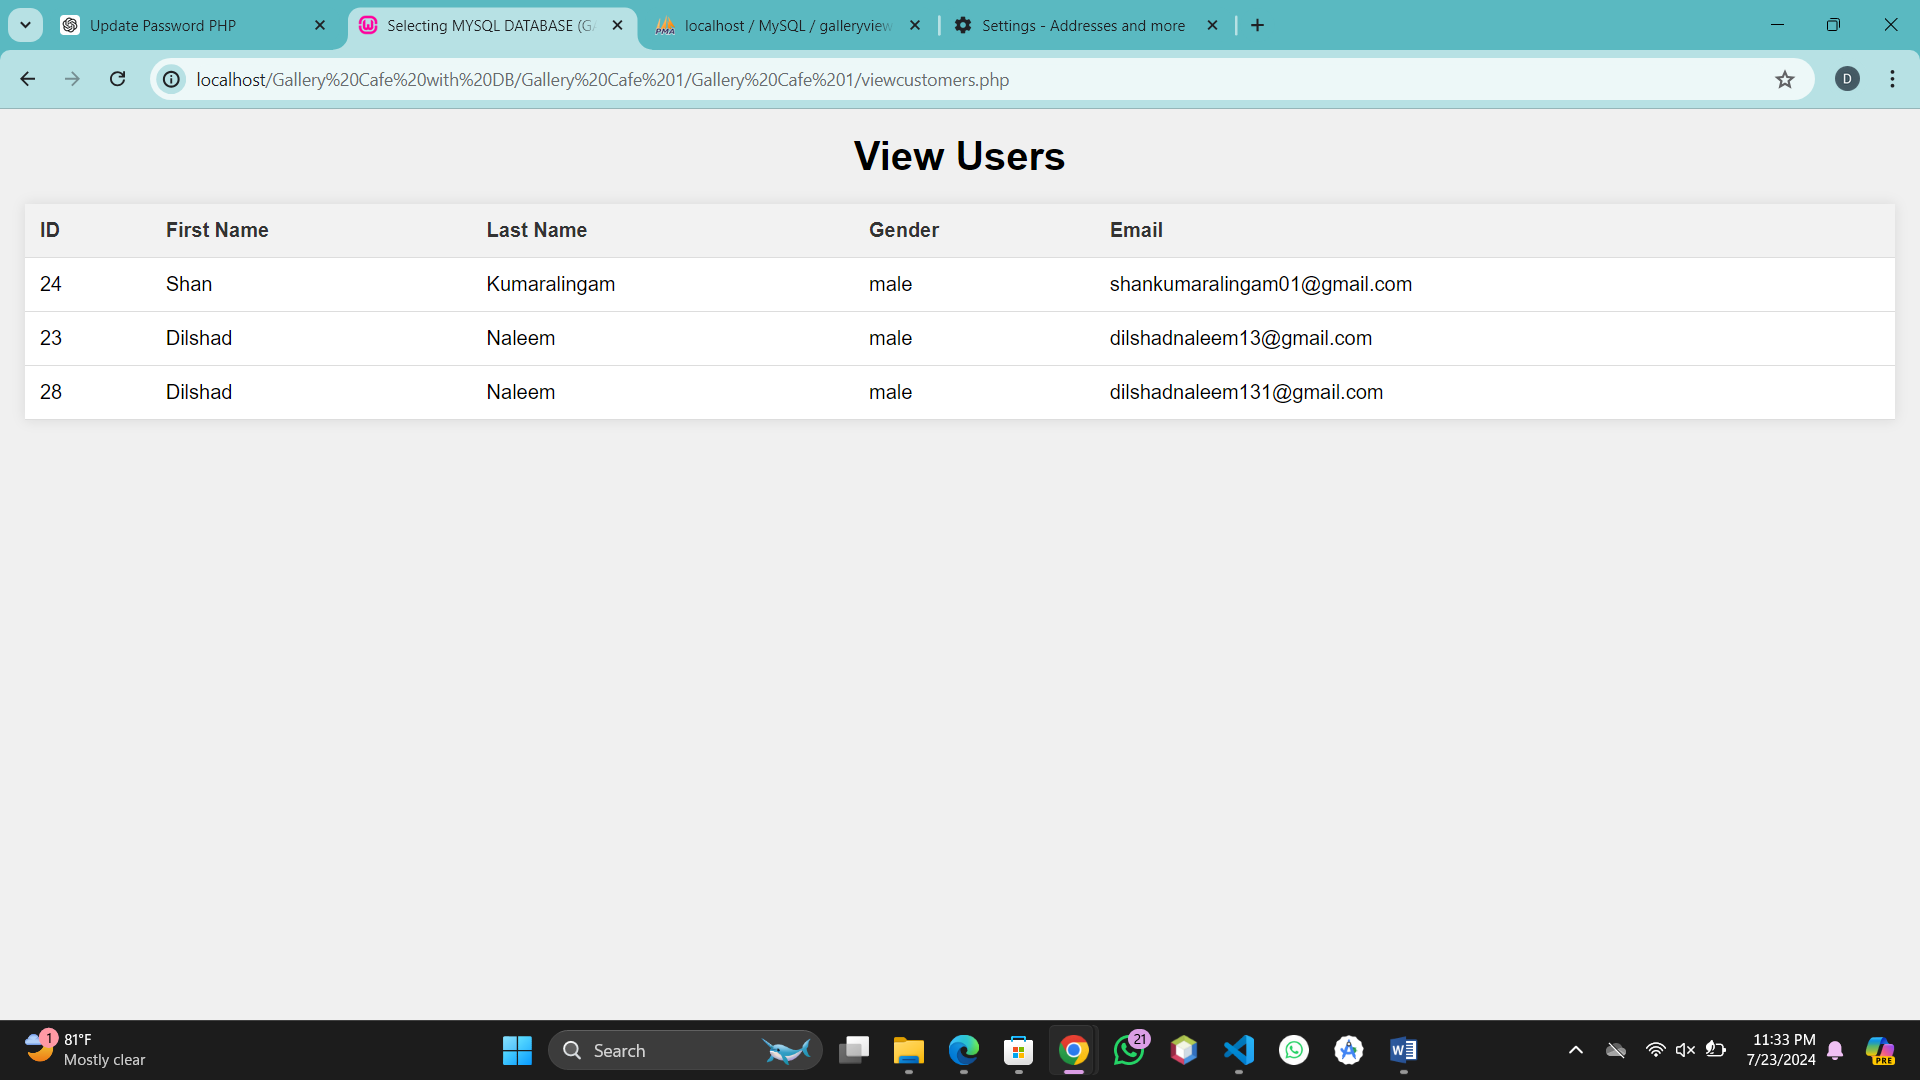 Update Password PHP
Selecting MYSQL DATABASE (GA
localhost / MySQL / galleryview
Settings - Addresses and more
localhost/Gallery%20Cafe%20with%20DB/Gallery%20Cafe%201/Gallery%20Cafe%201/viewcustomers.php
D
View Users
ID First Name Last Name Gender Email
24 Shan Kumaralingam male shankumaralingam01@gmail.com
23 Dilshad Naleem male dilshadnaleem13@gmail.com
28 Dilshad Naleem male dilshadnaleem131@gmail.com
1
81°F
Mostly clear
Search
21
W
11:33 PM
7/23/2024
PRE
PMA